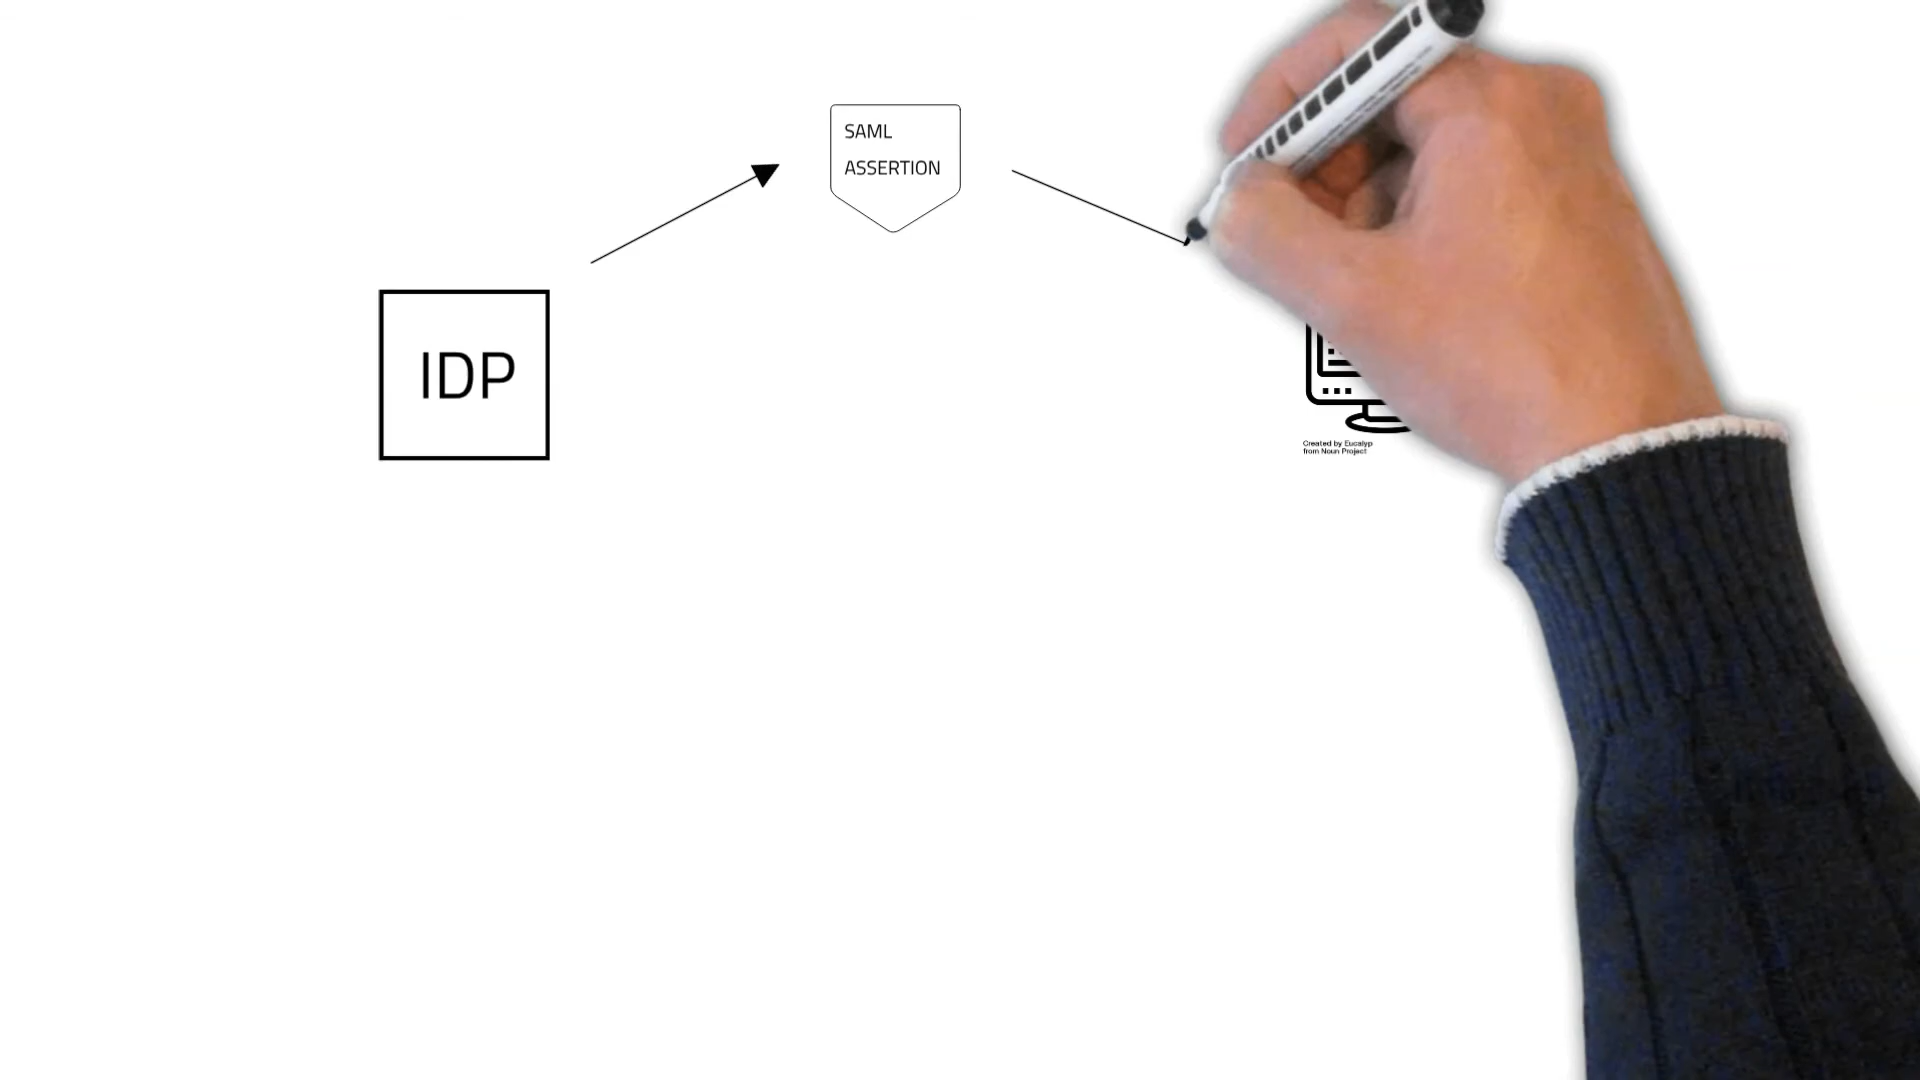 SAML
ASSERTION
IDP
Created by Eucalyp
from Noun Project